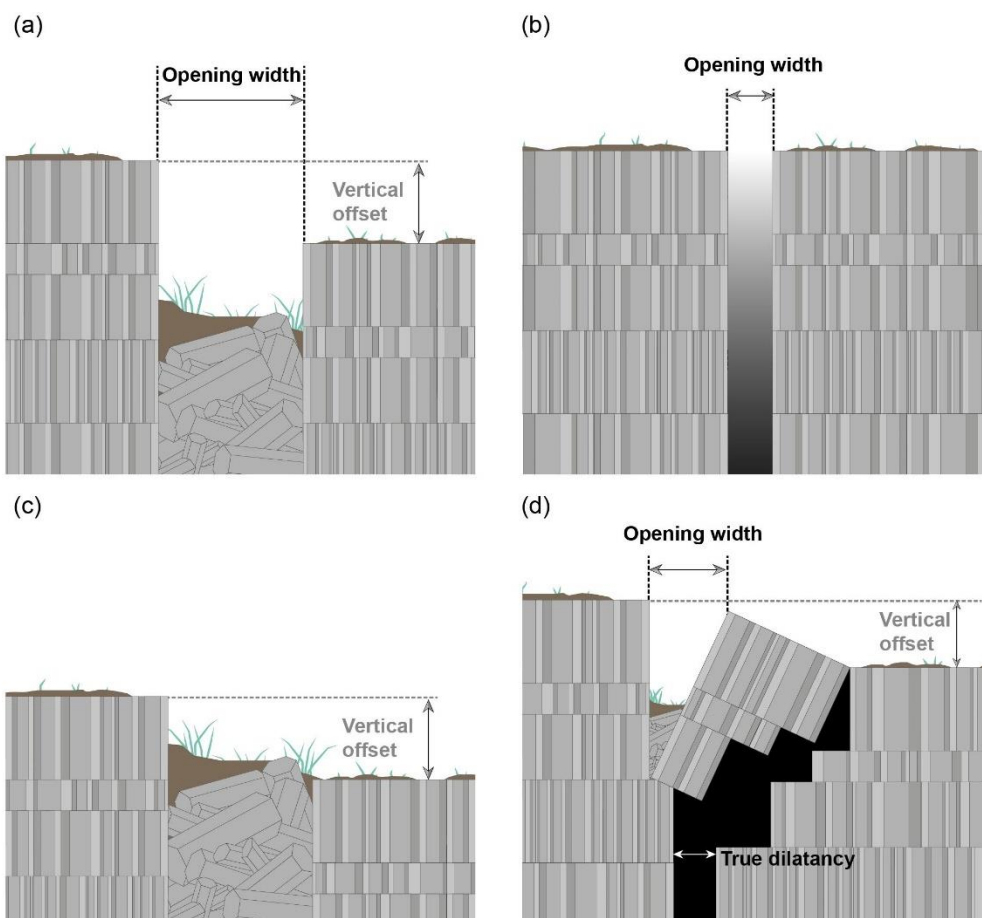 (a)
Opening width
Vertical
offset
(b)
Opening width
(c)
Vertical
offset
(d)
Opening width
Vertical
offset
True dilatancy